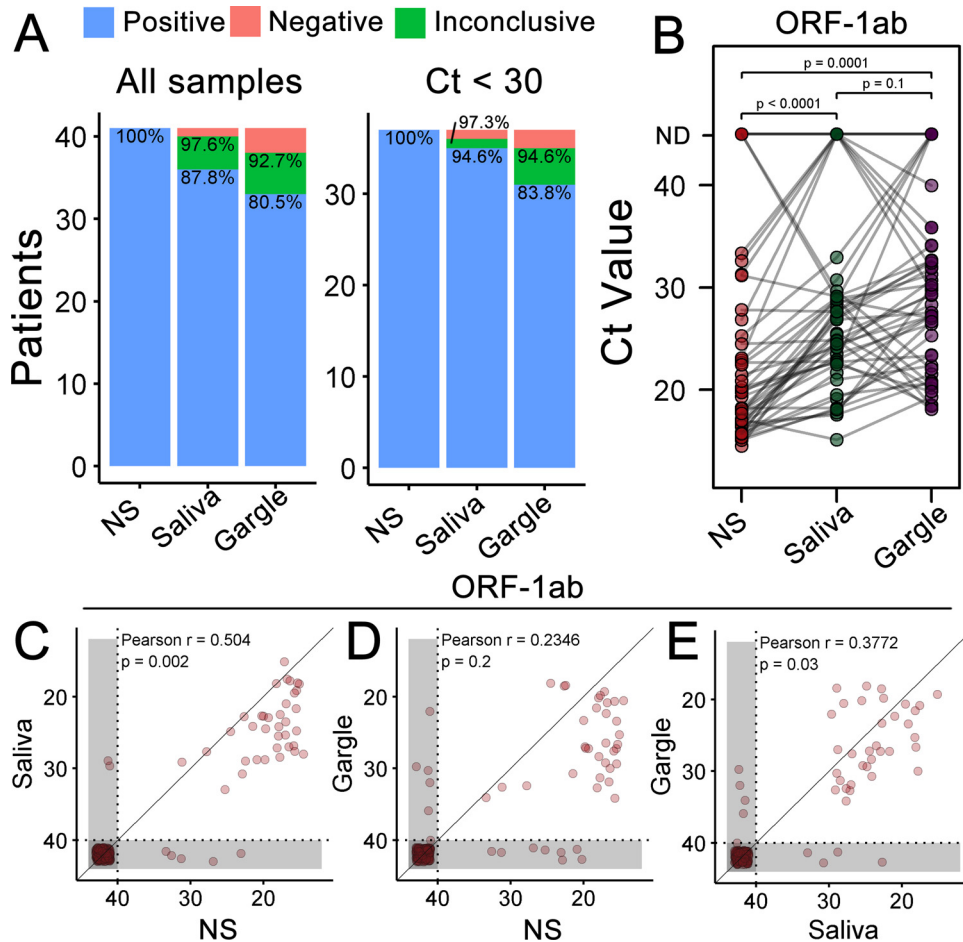 A
Positive Negative Inconclusive
All samples
Patients
40
30
20
10
0
100%
97.6%
87.8%
92.7%
80.5%
NS Saliva Gargle
Ct < 30
30
20
10
0
100%
97.3%
94.6%
94.6%
83.8%
NS Saliva Gargle
B
ORF-1ab
p = 0.0001
p < 0.0001
p = 0.1
Ct Value
ND
40
30
20
NS Saliva Gargle
ORF-1ab
C
Pearson r = 0.504
p = 0.002
Saliva
20
30
40
40 20
NS
D
Pearson r = 0.2346
p = 0.2
Gargle
20
30
40
40 20
NS
E
Pearson r = 0.3772
p = 0.03
Gargle
20
30
40
40 20
Saliva